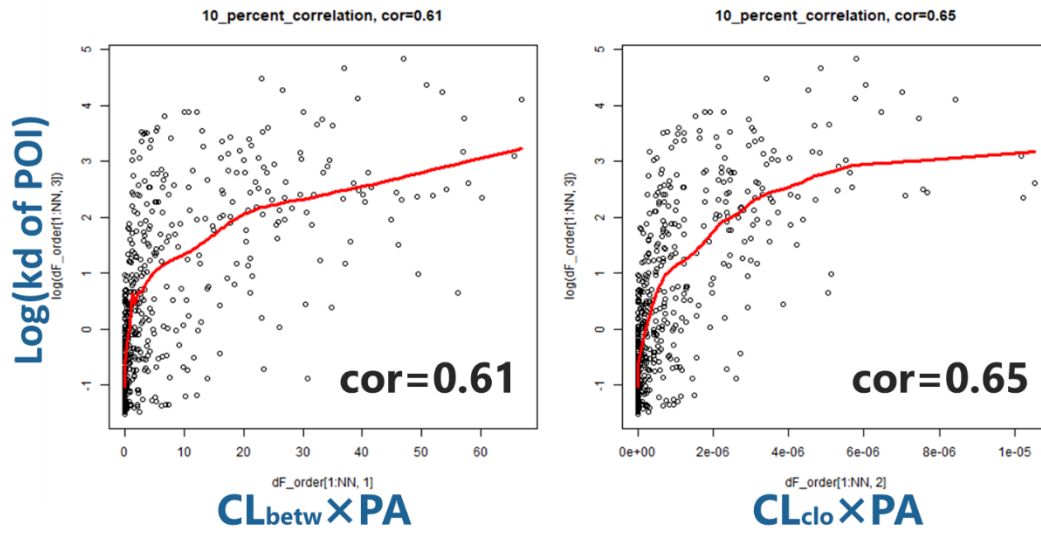 10_percent_correlation, cor=0.61
10_percent_correlation, cor=0.65
Log(kd of POI)
log(dF_order[1:NN, 3])
5
4
3
2
1
0
-1
cor=0.61
0 10 20 30 40 50 60
dF_order[1:NN, 1]
CLbetw×PA
log(dF_order[1:NN, 3])
5
4
3
2
1
0
-1
cor=0.65
0e+00 2e-06 4e-06 6e-06 8e-06 1e-05
dF_order[1:NN, 2]
CLclo×PA